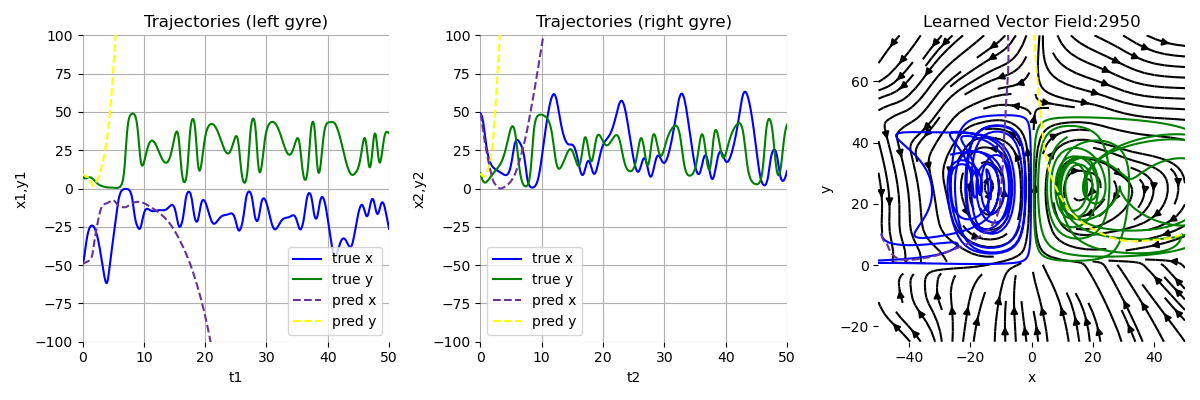 Trajectories (left gyre)
100
75
50
25
0
−25
−50
−75
−100
x1,y1
0 10 20 30 40 50
t1
true x
true y
pred x
pred y
Trajectories (right gyre)
100
75
50
25
0
−25
−50
−75
−100
x2,y2
0 10 20 30 40 50
t2
true x
true y
pred x
pred y
Learned Vector Field:2950
60
40
20
0
−20
y
−40 −20 0 20 40
x